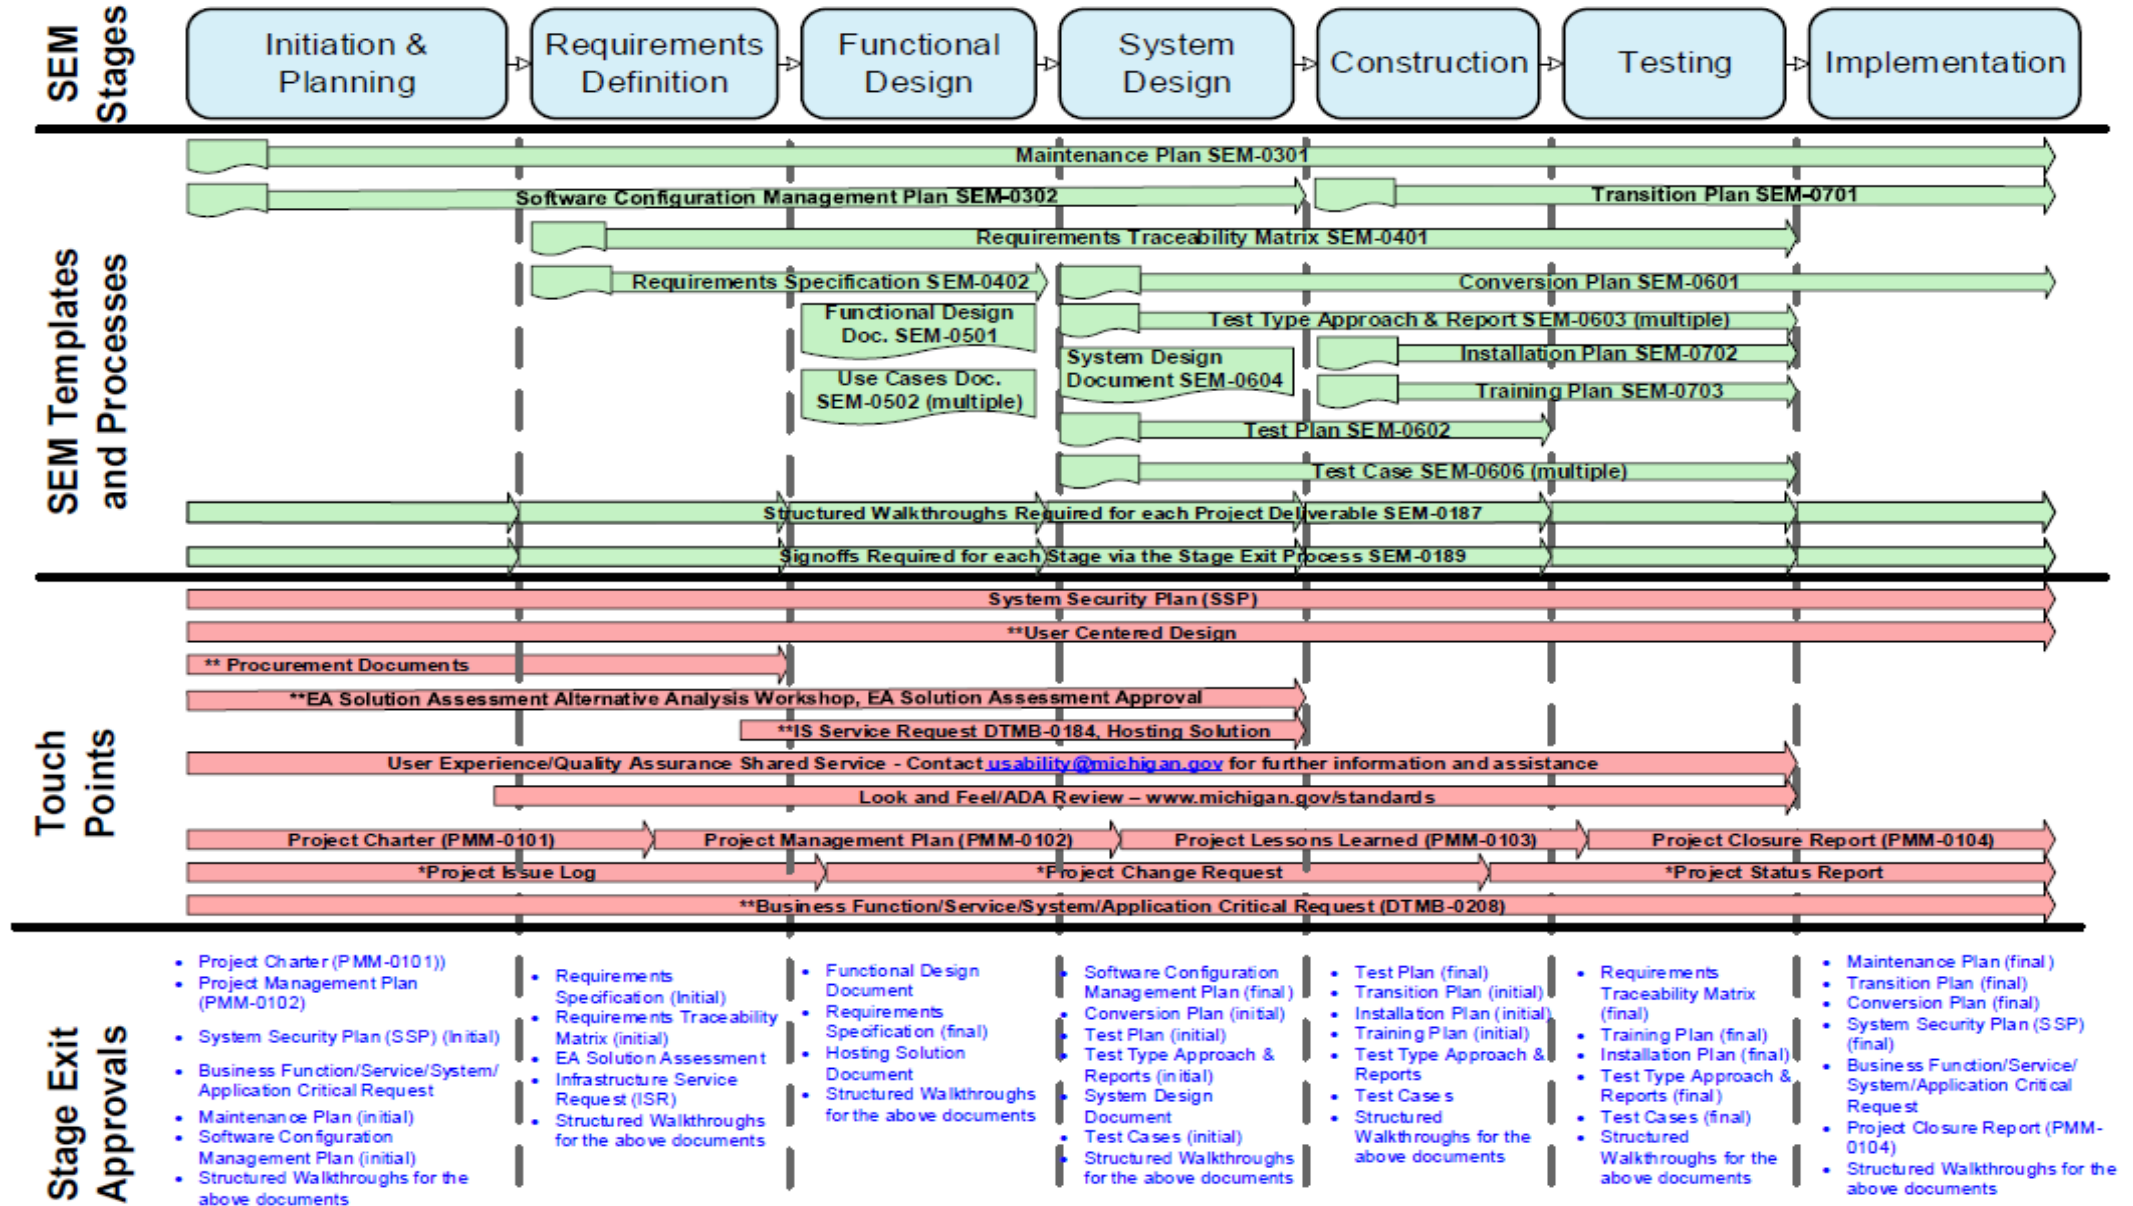 SEM
Stages
Initiation &
Planning
Requirements
Definition
Functional
Design
System
Design
Construction
Testing
Implementation
SEM Templates
and Processes
Maintenance Plan SEM-0301
Software Configuration Management Plan SEM-0302
Transition Plan SEM-0701
Requirements Traceability Matrix SEM-0401
Requirements Specification SEM-0402
Conversion Plan SEM-0601
Functional Design
Doc. SEM-0501
Test Type Approach & Report SEM-0603 (multiple)
System Design
Document SEM-0604
Installation Plan SEM-0702
Use Cases Doc.
SEM-0502 (multiple)
Training Plan SEM-0703
Test Plan SEM-0602
Test Case SEM-0606 (multiple)
Structured Walkthroughs Required for each Project Deliverable SEM-0187
Signoffs Required for each Stage via the Stage Exit Process SEM-0189
Touch
Points
System Security Plan (SSP)
**User Centered Design
** Procurement Documents
**EA Solution Assessment Alternative Analysis Workshop, EA Solution Assessment Approval
**IS Service Request DTMB-0184, Hosting Solution
User Experience/Quality Assurance Shared Service - Contact usability@michigan.gov for further information and assistance
Look and Feel/ADA Review – www.michigan.gov/standards
Project Charter (PMM-0101)
Project Management Plan (PMM-0102)
Project Lessons Learned (PMM-0103)
Project Closure Report (PMM-0104)
*Project Issue Log
*Project Change Request
*Project Status Report
**Business Function/Service/System/Application Critical Request (DTMB-0208)
Stage Exit
Approvals
• Project Charter (PMM-0101))
• Project Management Plan
(PMM-0102)
• System Security Plan (SSP) (Initial)
• Business Function/Service/System/
Application Critical Request
• Maintenance Plan (initial)
• Software Configuration
Management Plan (initial)
• Structured Walkthroughs for the
above documents
• Requirements
Specification (Initial)
• Requirements Traceability
Matrix (initial)
• EA Solution Assessment
• Infrastructure Service
Request (ISR)
• Structured Walkthroughs
for the above documents
• Functional Design
Document
• Requirements
Specification (final)
• Hosting Solution
Document
• Structured Walkthroughs
for the above documents
• Software Configuration
Management Plan (final)
• Conversion Plan (initial)
• Test Plan (initial)
• Test Type Approach &
Reports (initial)
• System Design
Document
• Test Cases (initial)
• Structured Walkthroughs
for the above documents
• Test Plan (final)
• Transition Plan (initial)
• Installation Plan (initial)
• Training Plan (initial)
• Test Type Approach &
Reports
• Test Cases
• Structured
Walkthroughs for the
above documents
• Requirements
Traceability Matrix
(final)
• Training Plan (final)
• Installation Plan (final)
• Test Type Approach &
Reports (final)
• Test Cases (final)
• Structured
Walkthroughs for the
above documents
• Maintenance Plan (final)
• Transition Plan (final)
• Conversion Plan (final)
• System Security Plan (SSP)
(final)
• Business Function/Service/
System/Application Critical
Request
• Project Closure Report (PMM-
0104)
• Structured Walkthroughs for the
above documents